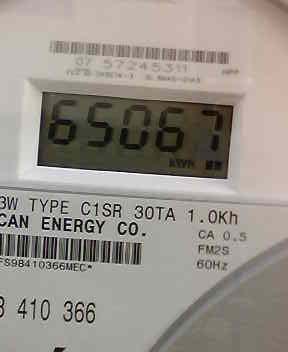 07 57245311
65067
kWh
3W TYPE C1SR 30TA 1.0Kh
CAN ENERGY CO.
CA 0.5
FM2S
60Hz
FS98410366MEC*
410 366